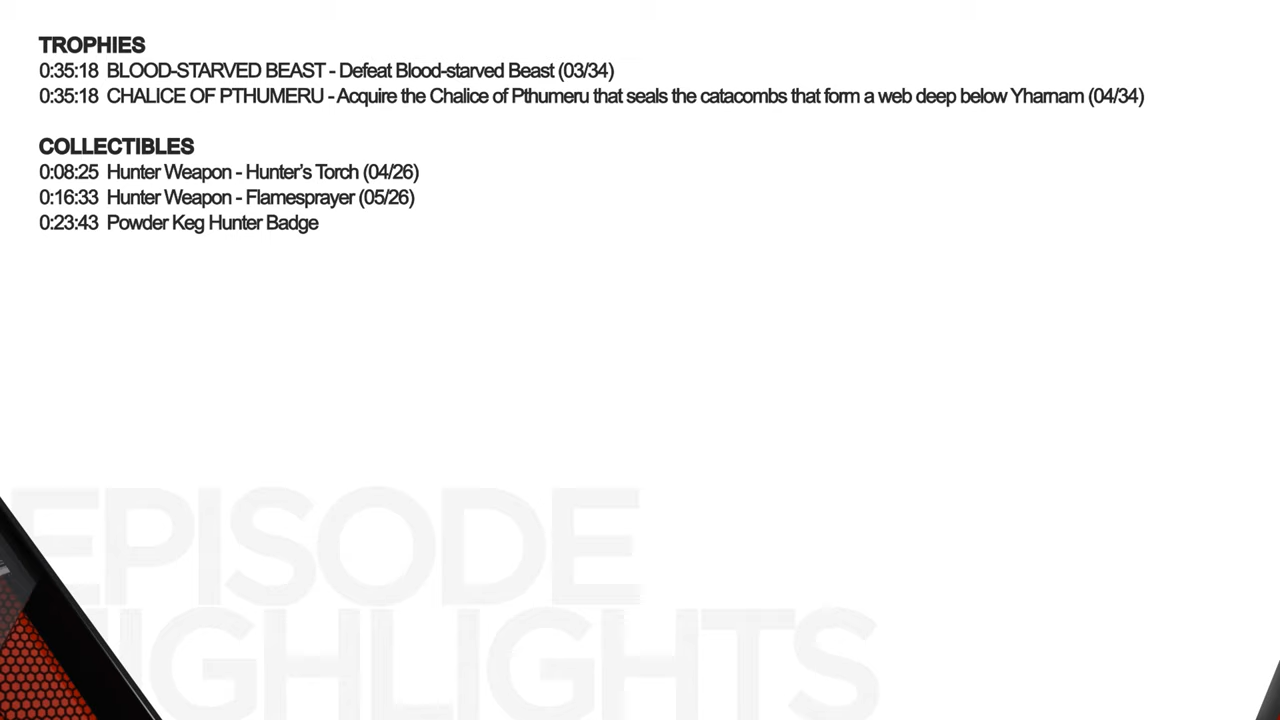 TROPHIES
0:35:18 BLOOD-STARVED BEAST - Defeat Blood-starved Beast (03/34)
0:35:18 CHALICE OF PTHUMERU - Acquire the Chalice of Pthumeru that seals the catacombs that form a web deep below Yharnam (04/34)
COLLECTIBLES
0:08:25 Hunter Weapon - Hunter’s Torch (04/26)
0:16:33 Hunter Weapon - Flamesprayer (05/26)
0:23:43 Powder Keg Hunter Badge
EPISODE
HIGHLIGHTS